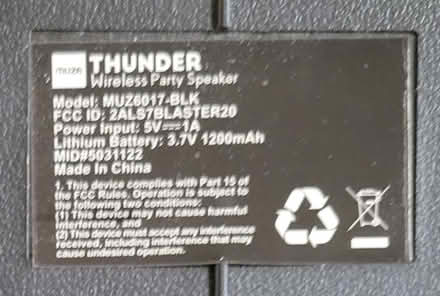 muze
THUNDER
Wireless Party Speaker
Model: MUZ6017-BLK
FCC ID: 2ALS7BLASTER20
Power Input: 5V⎓1A
Lithium Battery: 3.7V 1200mAh
MID#5031122
Made In China
1. This device complies with Part 15 of
the FCC Rules. Operation is subject to
the following two conditions:
(1) This device may not cause harmful
interference, and
(2) This device must accept any interference
received, including interference that may
cause undesired operation.